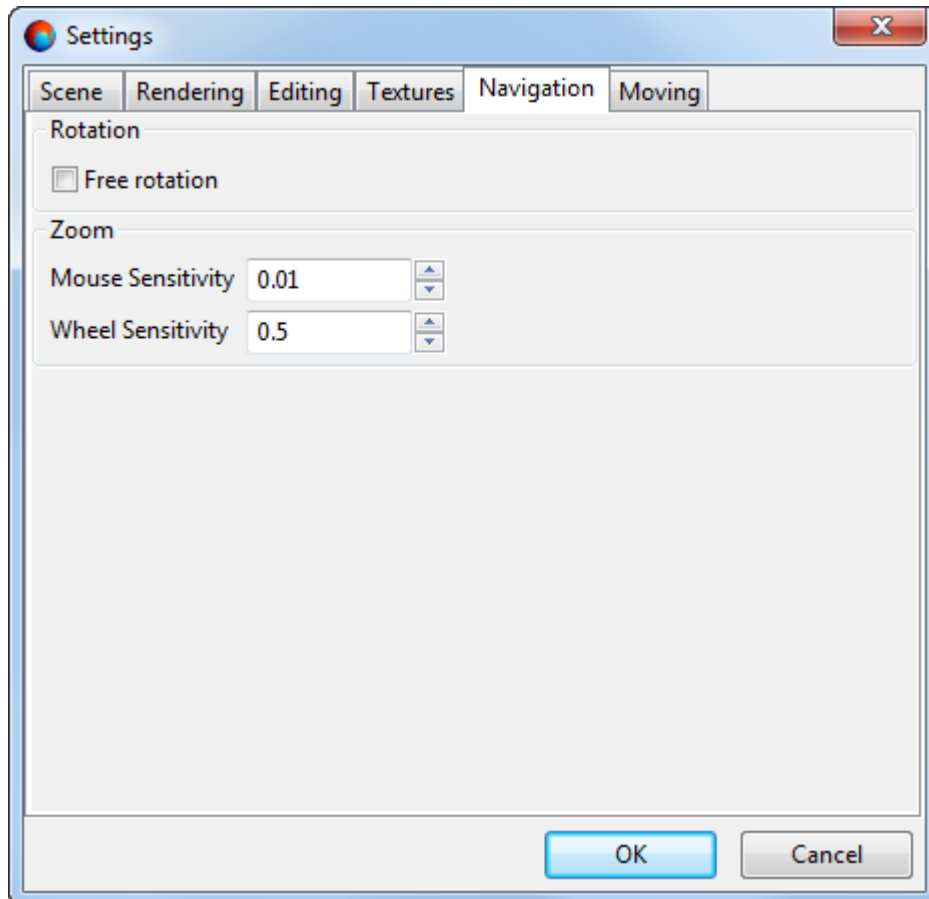 Settings
Scene Rendering Editing Textures Navigation Moving
Rotation
Free rotation
Zoom
Mouse Sensitivity 0.01
Wheel Sensitivity 0.5
OK Cancel